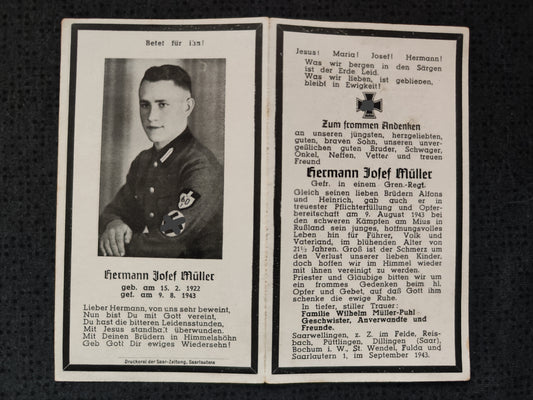 Betet für ihn!
Hermann Josef Müller
geb. am 15. 2. 1922
gef. am 9. 8. 1943
Lieber Hermann, von uns sehr beweint,
Nun bist Du mit Gott vereint,
Du hast die bitteren Leidensstunden,
Mit Jesus standhaft überwunden.
Mit Deinen Brüdern in Himmelshöhn
Geb Gott! Dir ewiges Wiedersehn!
Druckerei der Saar-Zeitung, Saarlautern
Jesus! Maria! Josef! Hermann!
Was wir bergen in den Särgen
ist der Erde Leid.
Was wir lieben, ist geblieben,
bleibt in Ewigkeit!
Zum frommen Andenken
an unseren jüngsten, herzgeliebten,
guten, braven Sohn, unseren unver-
geßlichen guten Bruder, Schwager,
Onkel, Neffen, Vetter und treuen
Freund
Hermann Josef Müller
Gefr. in einem Gren.-Regt.
Gleich seinen lieben Brüdern Alfons
und Heinrich, gab auch er in
treuester Pflichterfüllung und Opfer-
bereitschaft am 9. August 1943 bei
den schweren Kämpfen am Mius in
Rußland sein junges, hoffnungsvolles
Leben hin für Führer, Volk und
Vaterland, im blühenden Alter von
21½ Jahren. Groß ist der Schmerz um
den Verlust unserer lieben Kinder,
doch hoffen wir im Himmel wieder
mit ihnen vereinigt zu werden.
Priester und Gläubige bitten wir um
ein frommes Gedenken beim hl.
Opfer und Gebet, auf daß Gott ihm
schenke die ewige Ruhe.
In tiefer, stiller Trauer:
Familie Wilhelm Müller-Puhl
Geschwister, Anverwandte und
Freunde.
Saarwellingen, z. Z. im Felde, Reis-
bach, Püttlingen, Dillingen (Saar),
Bochum i. W., St. Wendel, Fulda und
Saarlautern 1, im September 1943.